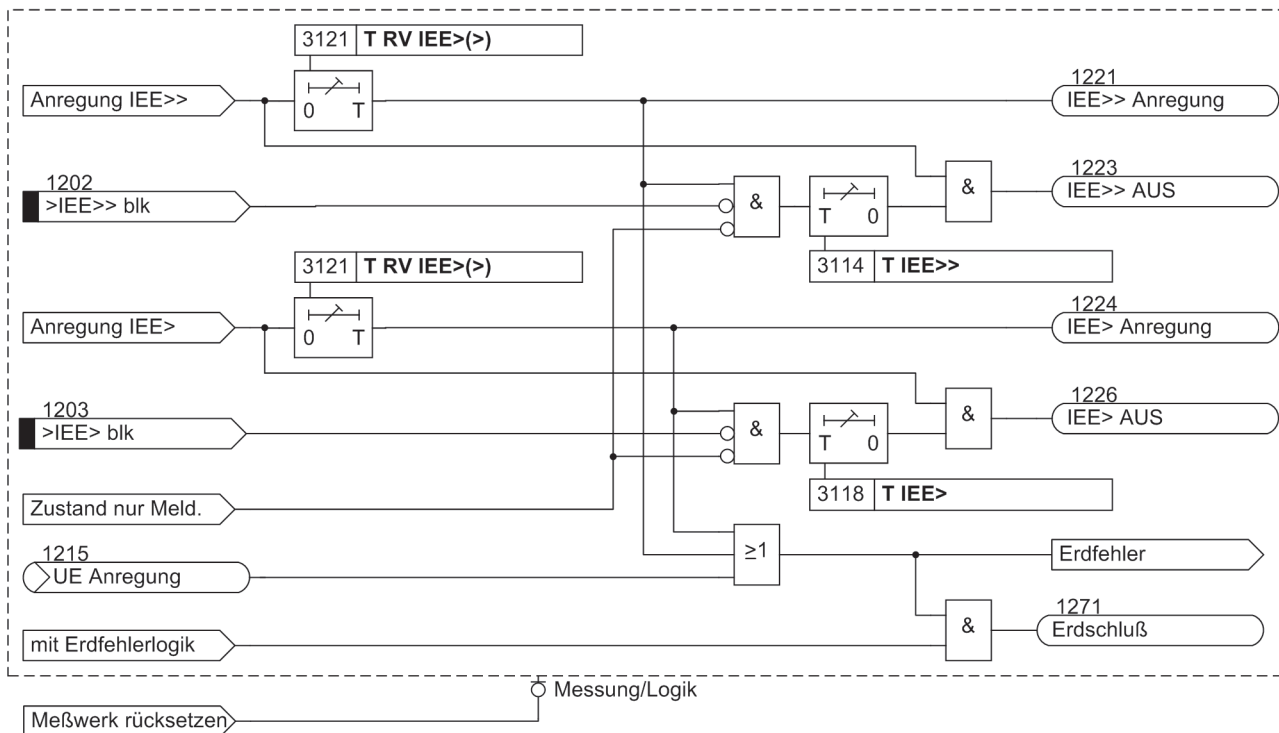 3121 T RV IEE>(>)
0 T
Anregung IEE>>
1221
IEE>> Anregung
1202
>IEE>> blk
&
T 0
&
1223
IEE>> AUS
3114 T IEE>>
3121 T RV IEE>(>)
0 T
Anregung IEE>
1224
IEE> Anregung
1203
>IEE> blk
&
T 0
&
1226
IEE> AUS
3118 T IEE>
Zustand nur Meld.
≥1
1215
UE Anregung
Erdfehler
mit Erdfehlerlogik
&
1271
Erdschluß
Messung/Logik
Meßwerk rücksetzen